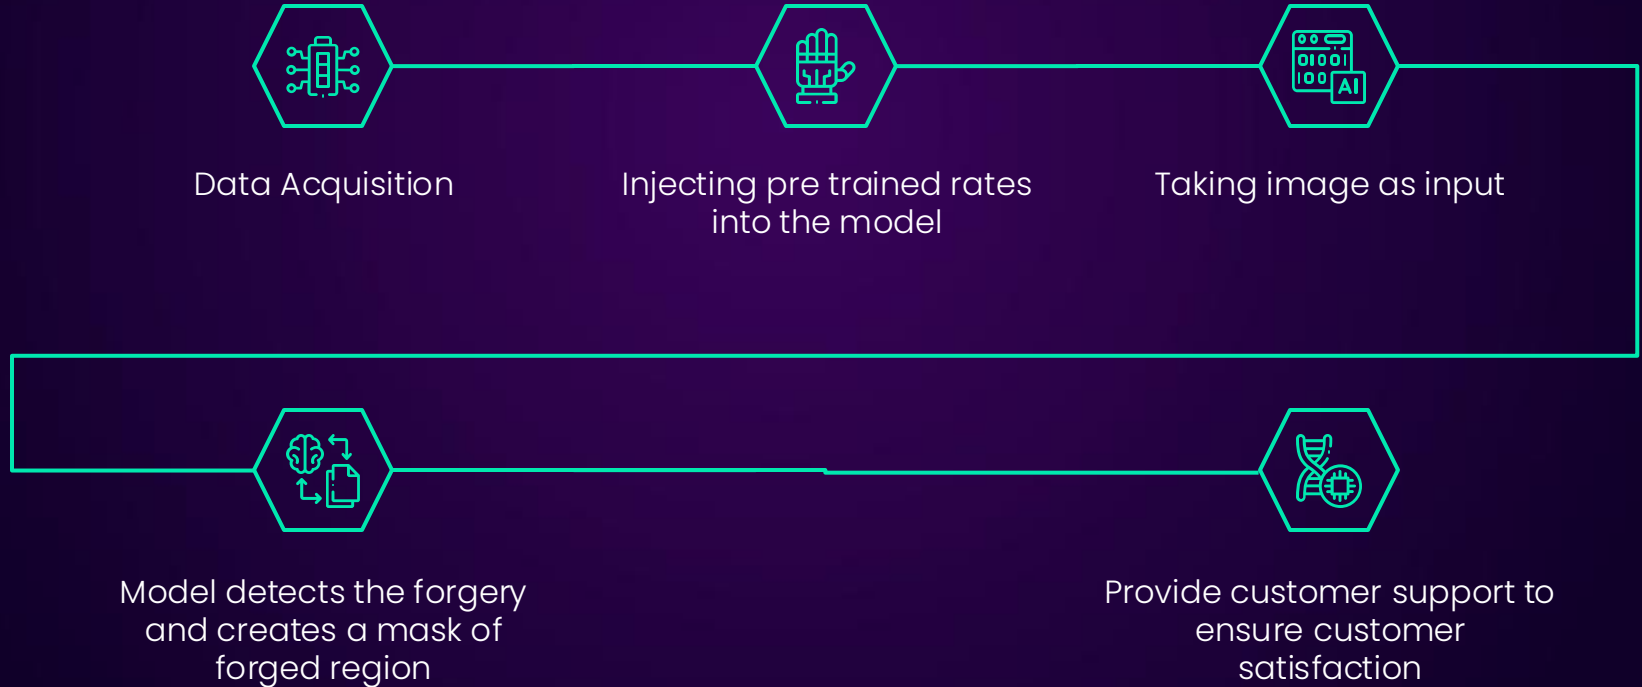 Data Acquisition
Injecting pre trained rates
into the model
Taking image as input
AI
Model detects the forgery
and creates a mask of
forged region
Provide customer support to
ensure customer
satisfaction